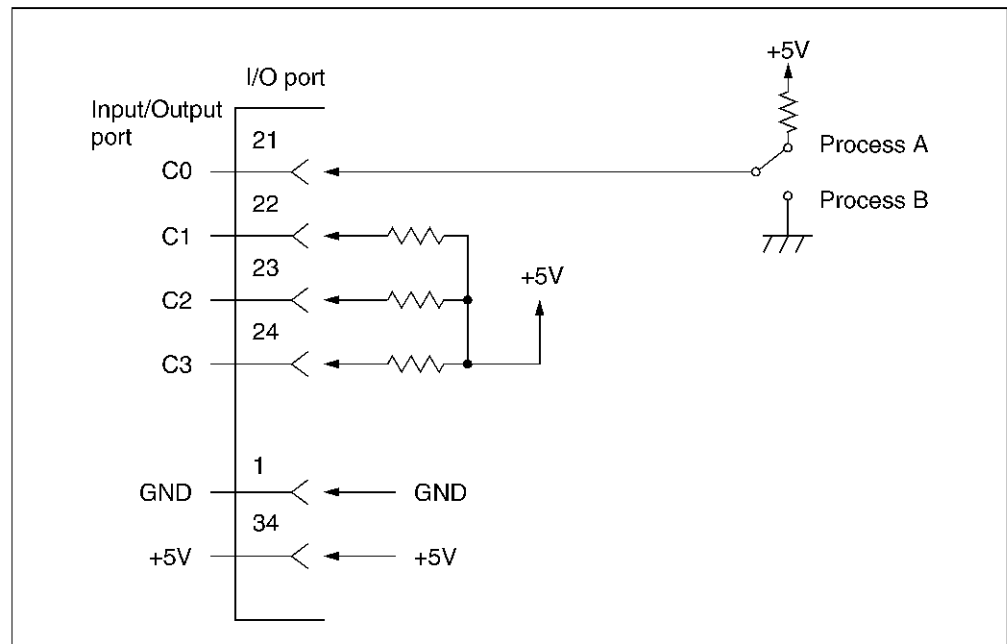 +5V
I/O port
Input/Output
port
21
Process A
C0
22
Process B
C1
23
+5V
C2
24
C3
1
GND
GND
34
+5V
+5V